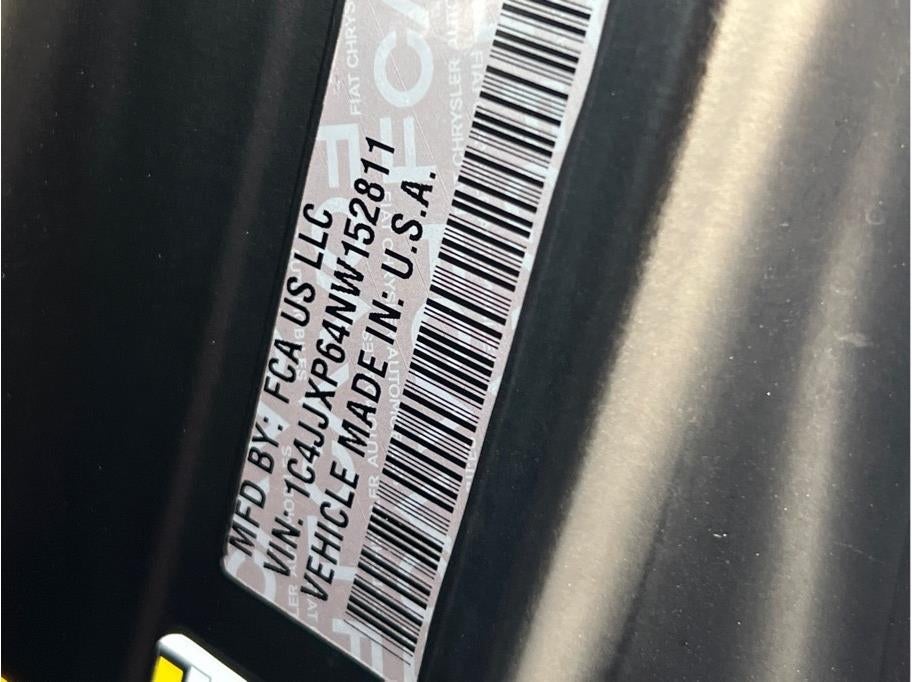 MFD BY: FCA US LLC
VIN: 1C4JJXP64NW152811
VEHICLE MADE IN: U.S.A.